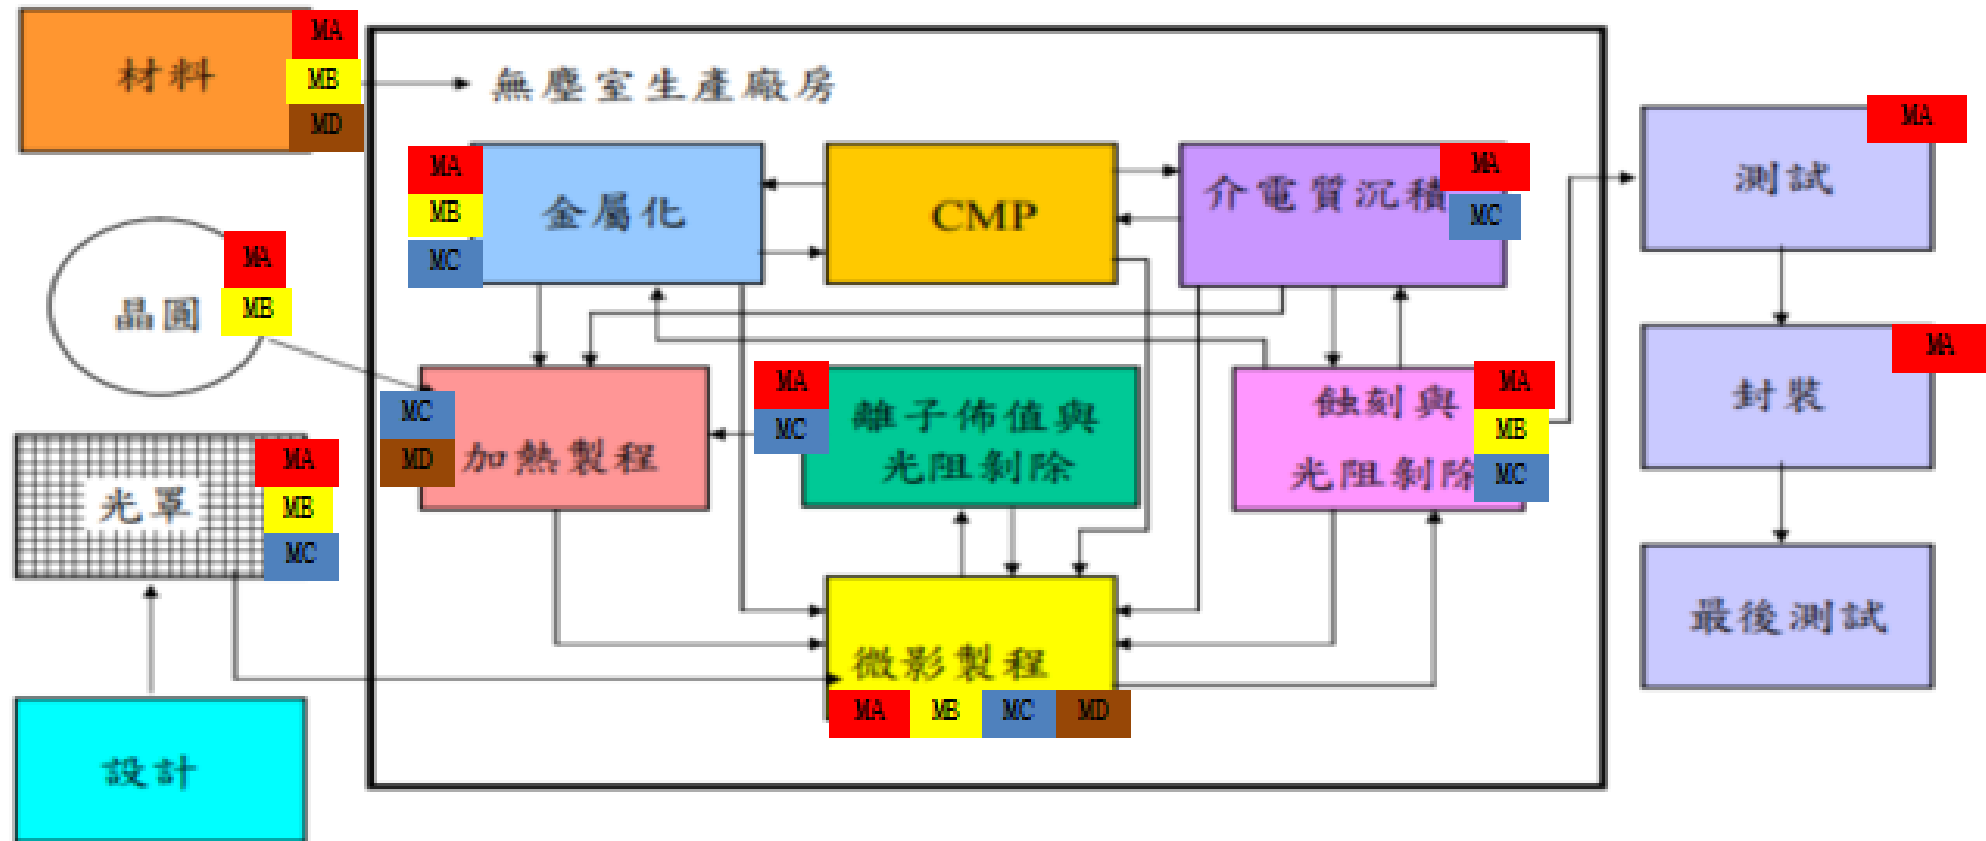 材料
MA
MB
MD
無塵室生產廠房
MA
MB
MC
金屬化
CMP
介電質沉積
MA
MC
測試
MA
晶圓
MA
MB
MC
MD
加熱製程
MA
MC
離子佈值與
光阻剝除
蝕刻與
光阻剝除
MA
MB
MC
封裝
MA
光罩
MA
MB
MC
微影製程
MA MB MC MD
最後測試
設計